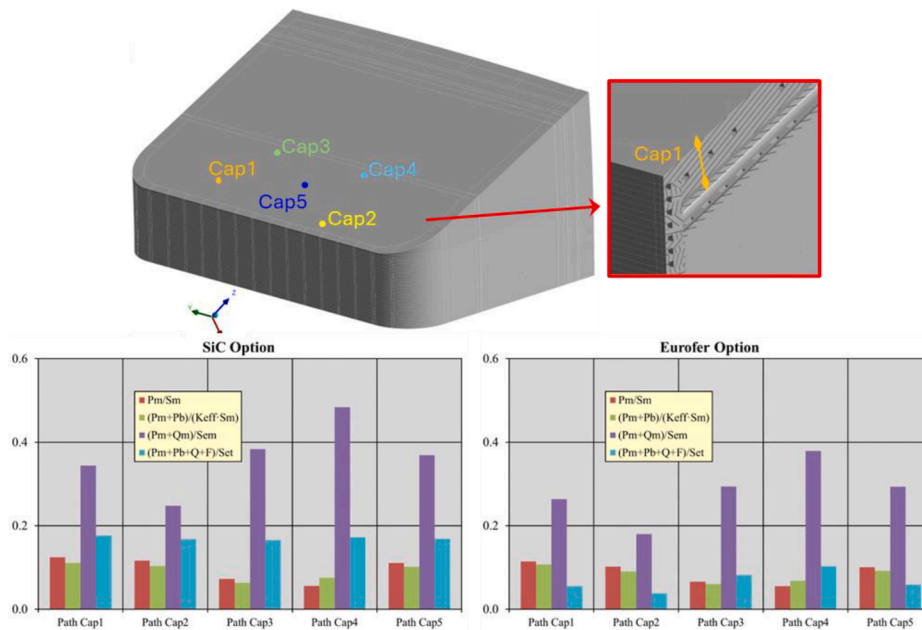 Cap3
Cap1
Cap4
Cap5
Cap2
Cap1
Z
Y
SiC Option
0.6
0.4
0.2
0.0
Pm/Sm
(Pm+Pb)/(Keff·Sm)
(Pm+Qm)/Sem
(Pm+Pb+Q+F)/Set
Path Cap1 Path Cap2 Path Cap3 Path Cap4 Path Cap5
Eurofer Option
0.6
0.4
0.2
0.0
Pm/Sm
(Pm+Pb)/(Keff·Sm)
(Pm+Qm)/Sem
(Pm+Pb+Q+F)/Set
Path Cap1 Path Cap2 Path Cap3 Path Cap4 Path Cap5